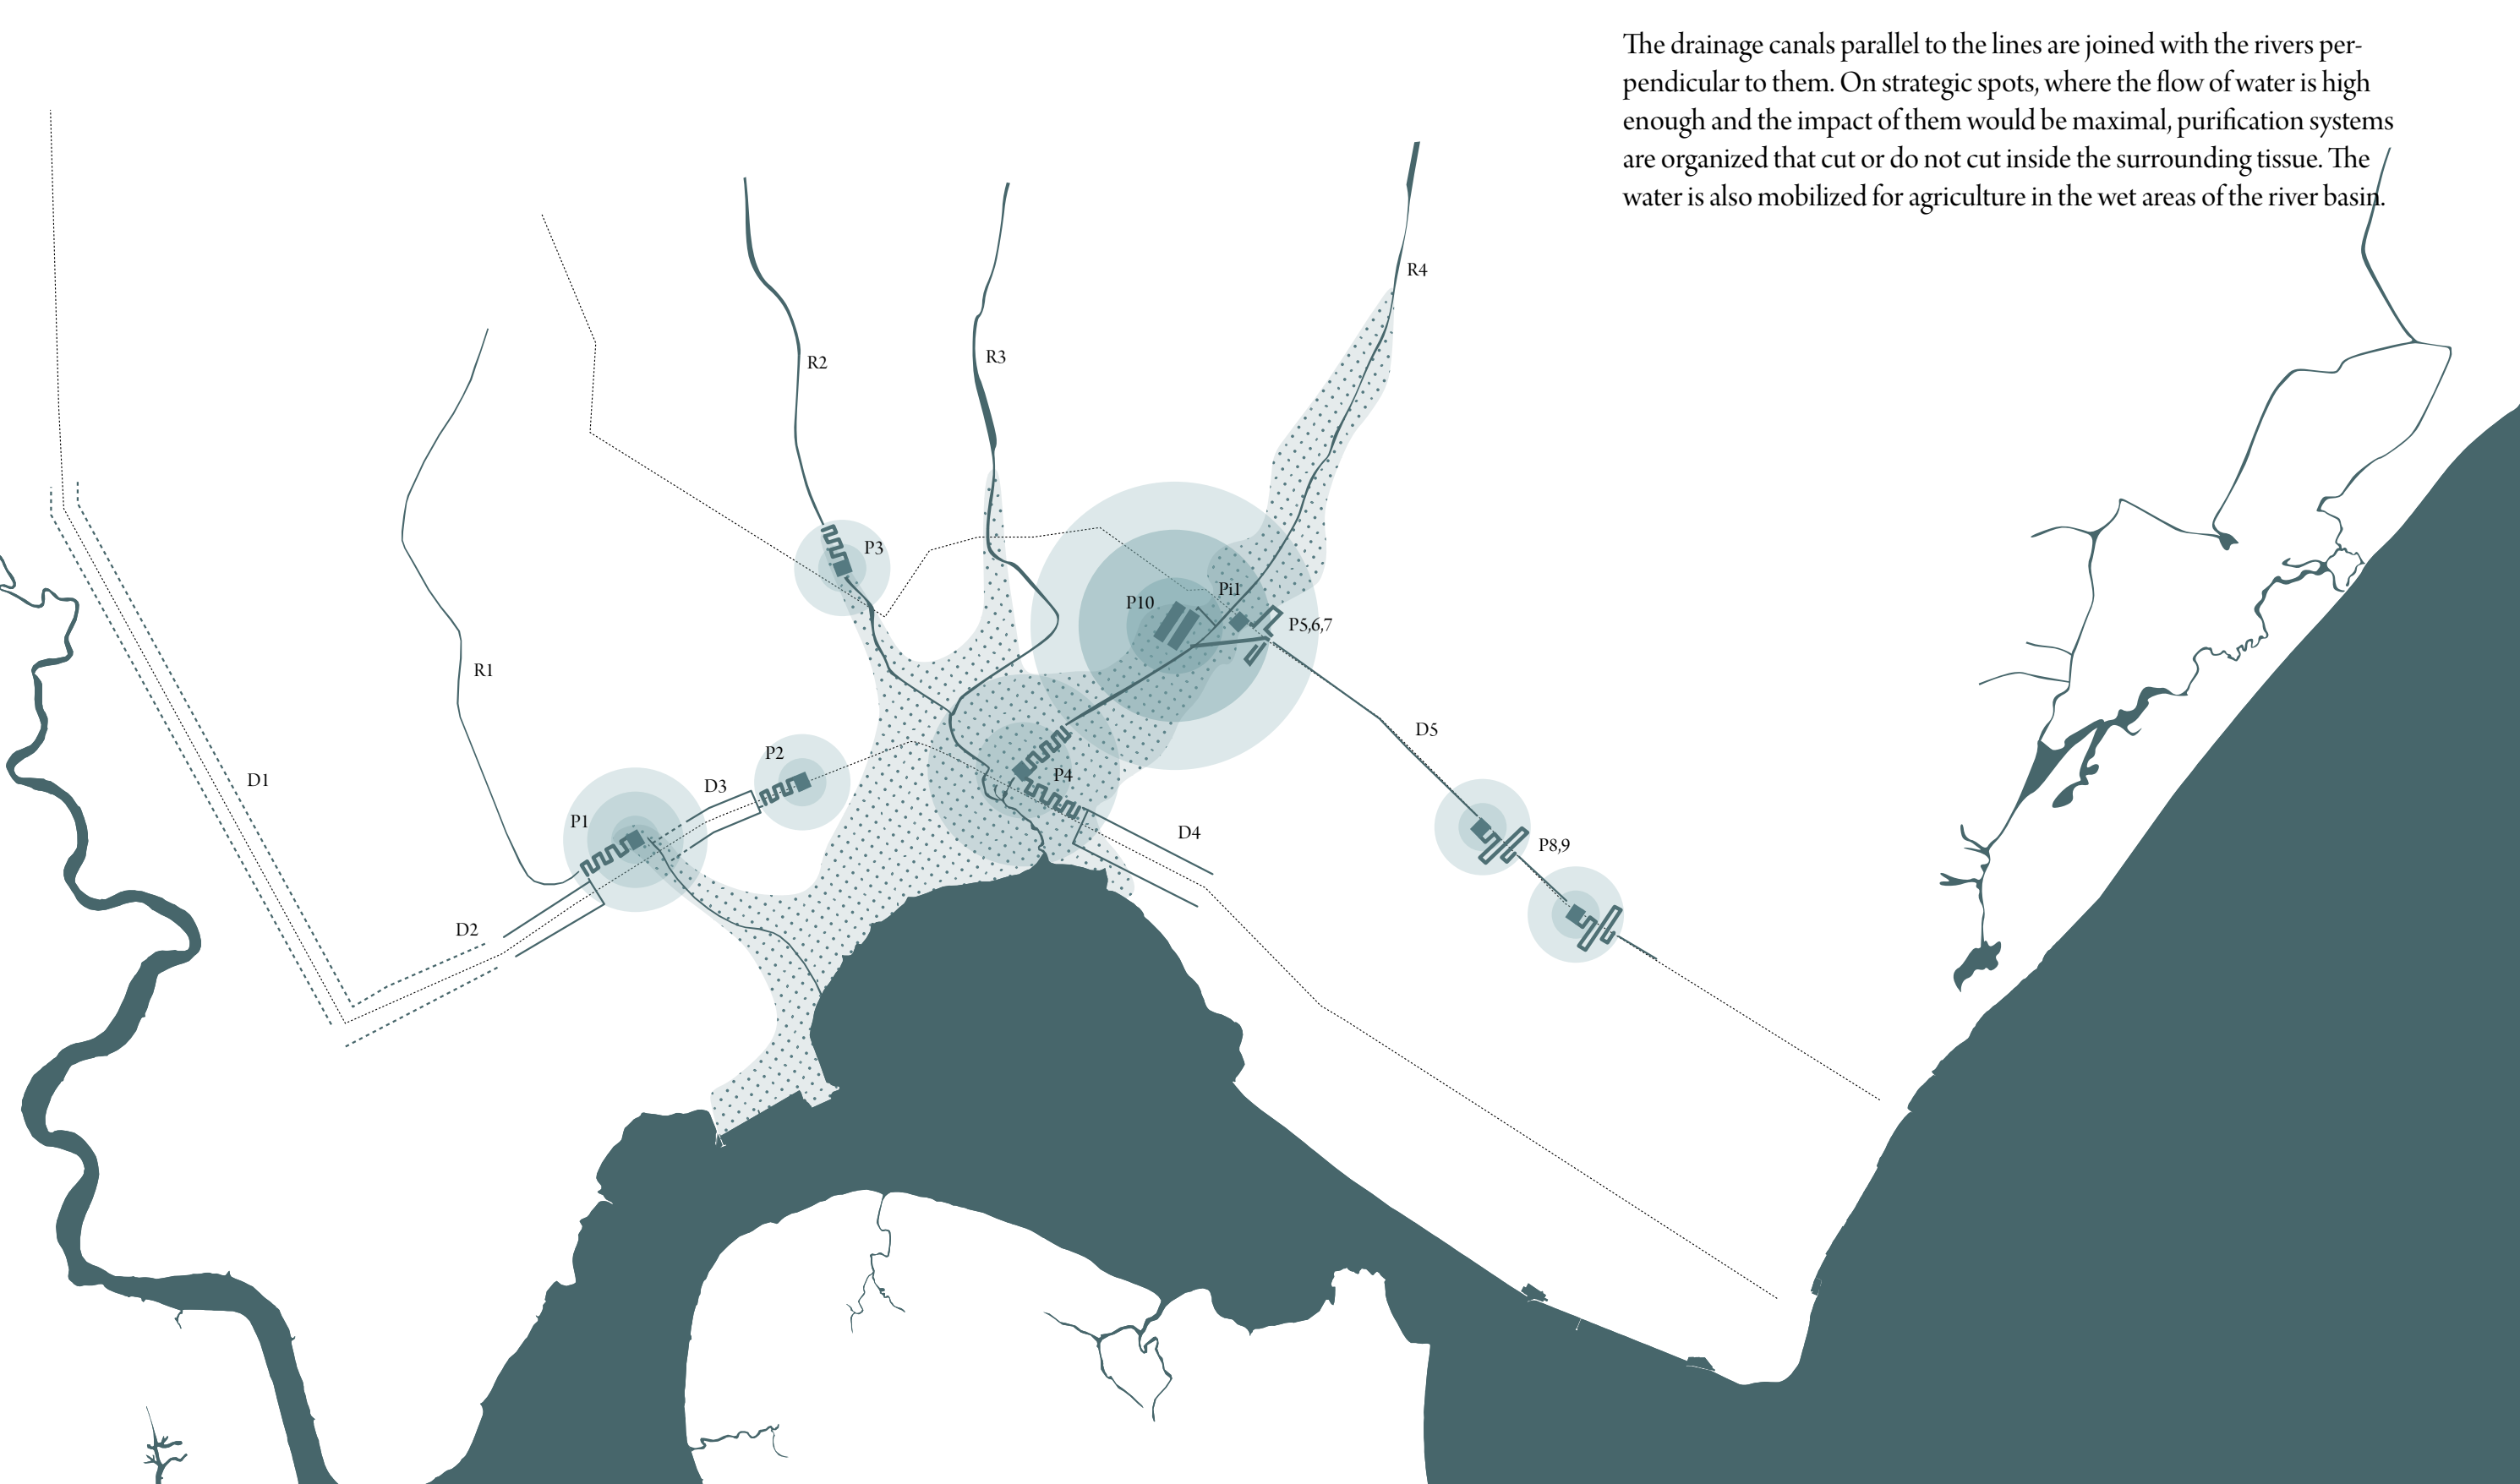 The drainage canals parallel to the lines are joined with the rivers per-
pendicular to them. On strategic spots, where the flow of water is high
enough and the impact of them would be maximal, purification systems
are organized that cut or do not cut inside the surrounding tissue. The
water is also mobilized for agriculture in the wet areas of the river basin.
R4
R3
R2
P3
Pi1
P10
P5,6,7
R1
D5
P2
P4
D1
D3
P1
D4
P8,9
D2